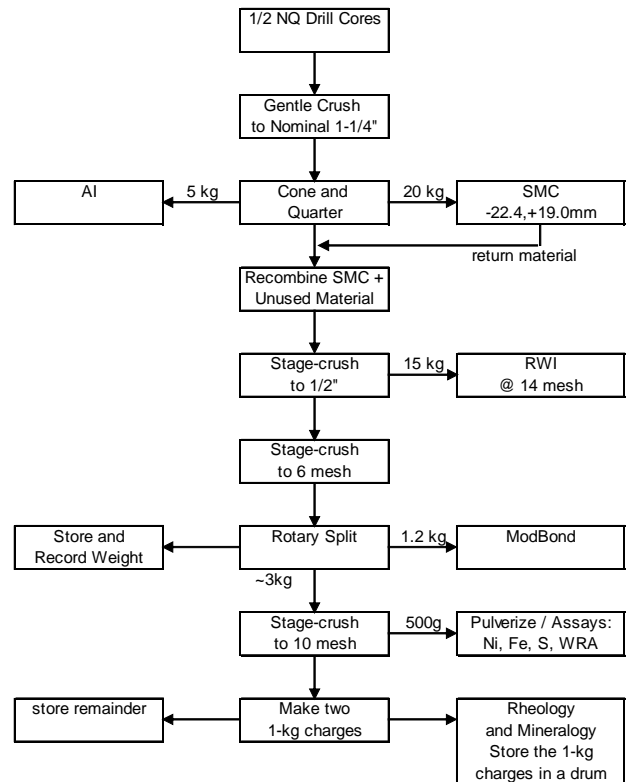 1/2 NQ Drill Cores
Gentle Crush
to Nominal 1-1/4"
AI
5 kg
Cone and
Quarter
20 kg
SMC
-22.4,+19.0mm
return material
Recombine SMC +
Unused Material
Stage-crush
to 1/2"
15 kg
RWI
@ 14 mesh
Stage-crush
to 6 mesh
Store and
Record Weight
Rotary Split
1.2 kg
ModBond
~3kg
Stage-crush
to 10 mesh
500g
Pulverize / Assays:
Ni, Fe, S, WRA
store remainder
Make two
1-kg charges
Rheology
and Mineralogy
Store the 1-kg
charges in a drum